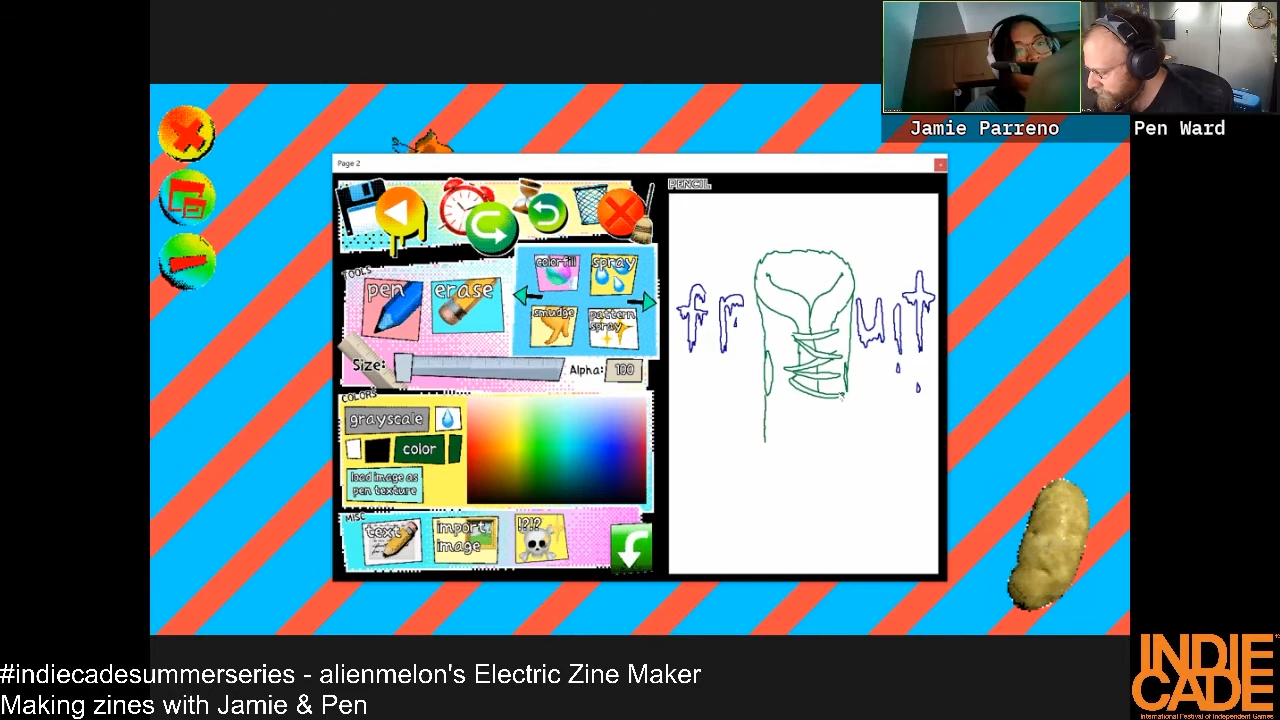 Jamie Parreno
Pen Ward
Page 2
PENCIL
TOOLS
pen
erase
color fill
spray
smudge
pattern
spray
Size:
Alpha: 100
COLORS
grayscale
color
load image as
pen texture
MISC
text
import
image
!?!?
fr uit
#indiecadesummerseries - alienmelon's Electric Zine Maker
Making zines with Jamie & Pen
INDIE
CADE
International Festival of Independent Games